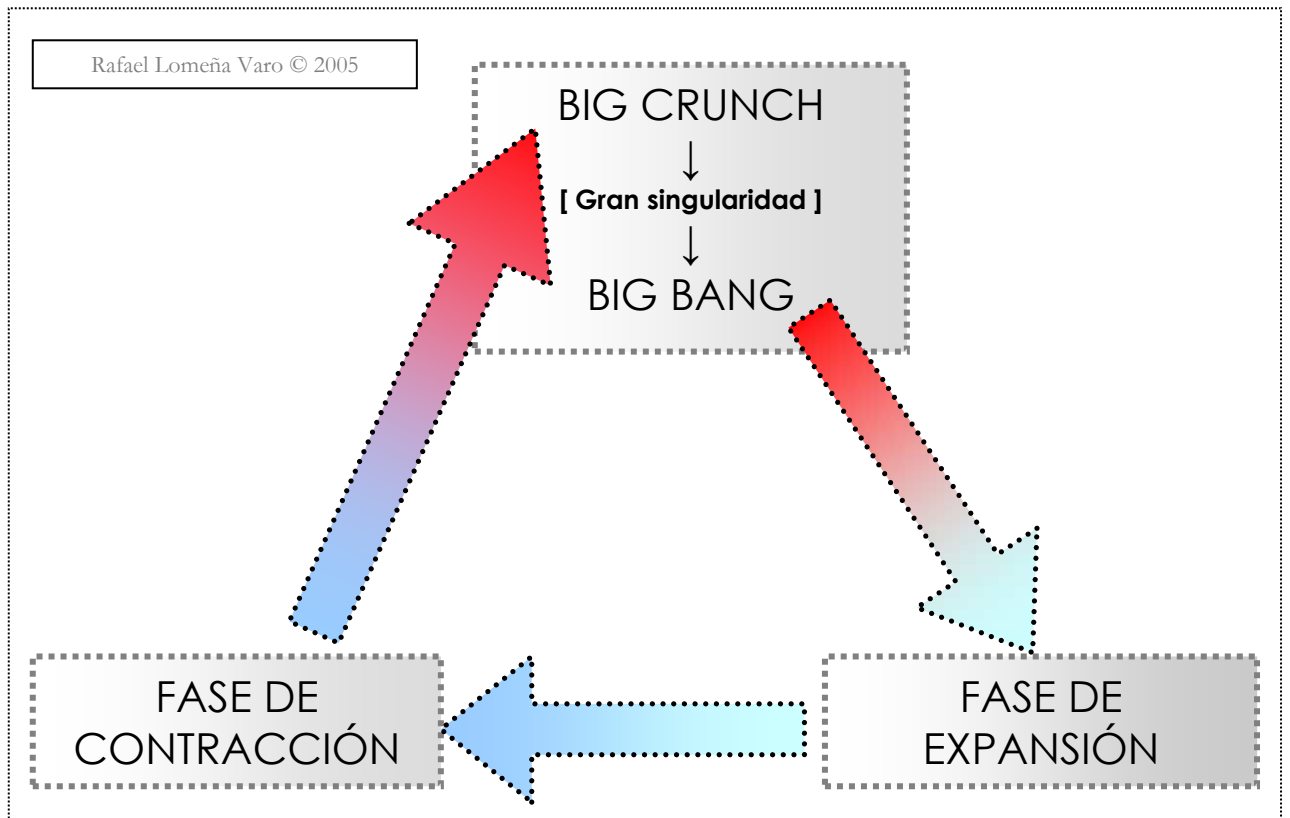 Rafael Lomeña Varo © 2005
BIG CRUNCH
↓
[ Gran singularidad ]
↓
BIG BANG
FASE DE
CONTRACCIÓN
FASE DE
EXPANSIÓN